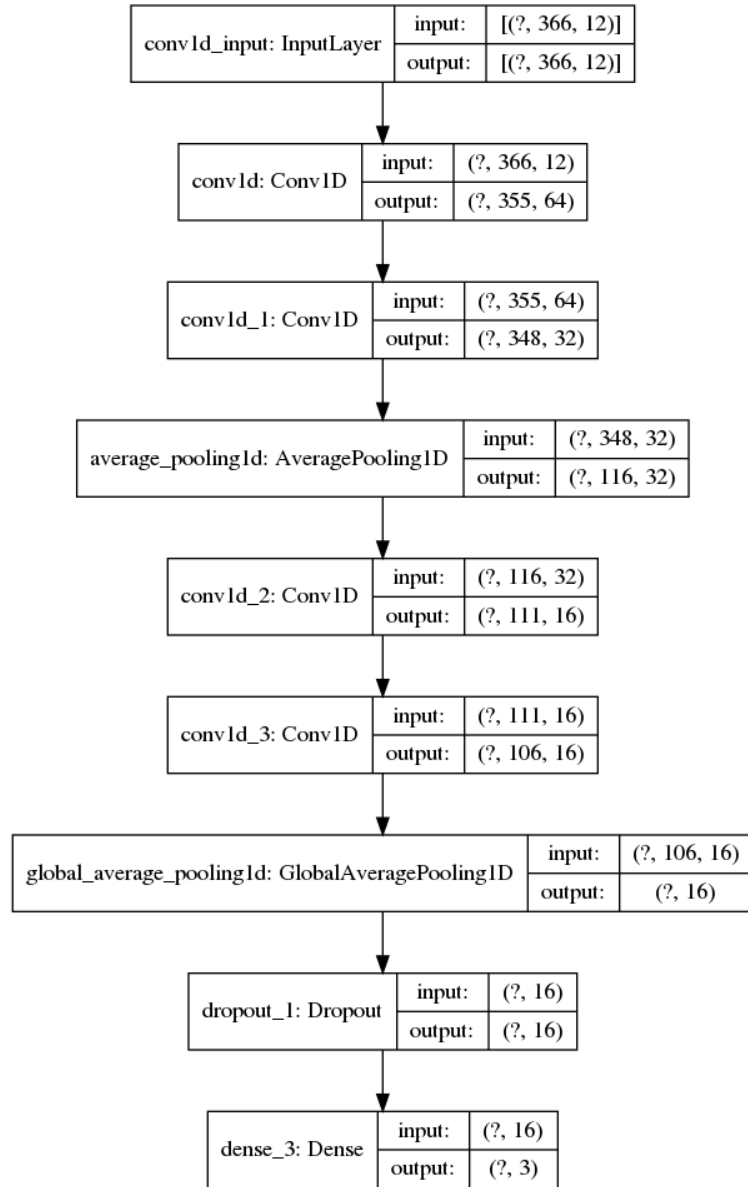 conv1d_input: InputLayer
input: [(?, 366, 12)]
output: [(?, 366, 12)]
conv1d: Conv1D
input: (?, 366, 12)
output: (?, 355, 64)
conv1d_1: Conv1D
input: (?, 355, 64)
output: (?, 348, 32)
average_pooling1d: AveragePooling1D
input: (?, 348, 32)
output: (?, 116, 32)
conv1d_2: Conv1D
input: (?, 116, 32)
output: (?, 111, 16)
conv1d_3: Conv1D
input: (?, 111, 16)
output: (?, 106, 16)
global_average_pooling1d: GlobalAveragePooling1D
input: (?, 106, 16)
output: (?, 16)
dropout_1: Dropout
input: (?, 16)
output: (?, 16)
dense_3: Dense
input: (?, 16)
output: (?, 3)